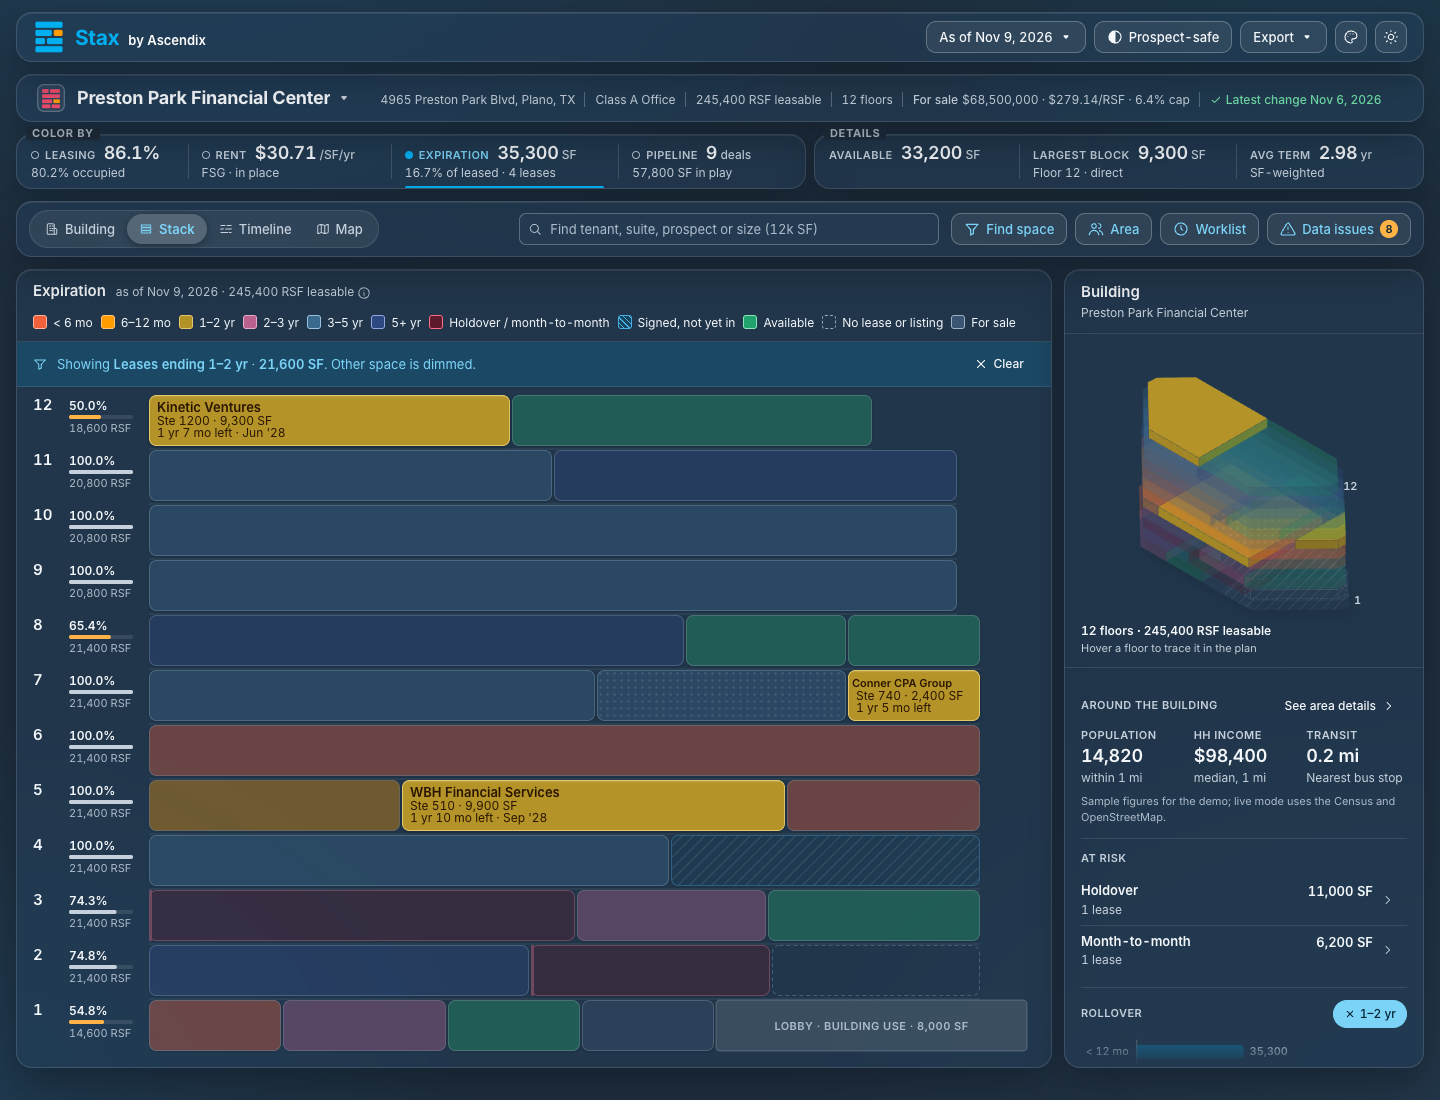 Stax by Ascendix
As of Nov 9, 2026
Prospect-safe
Export
Preston Park Financial Center
4965 Preston Park Blvd, Plano, TX
Class A Office
245,400 RSF leasable
12 floors
For sale $68,500,000 · $279.14/RSF · 6.4% cap
Latest change Nov 6, 2026
COLOR BY
LEASING 86.1%
80.2% occupied
RENT $30.71 /SF/yr
FSG · in place
EXPIRATION 35,300 SF
16.7% of leased · 4 leases
PIPELINE 9 deals
57,800 SF in play
DETAILS
AVAILABLE 33,200 SF
LARGEST BLOCK 9,300 SF
Floor 12 · direct
AVG TERM 2.98 yr
SF-weighted
Building
Stack
Timeline
Map
Find tenant, suite, prospect or size (12k SF)
Find space
Area
Worklist
Data issues 8
Expiration as of Nov 9, 2026 · 245,400 RSF leasable
< 6 mo
6–12 mo
1–2 yr
2–3 yr
3–5 yr
5+ yr
Holdover / month-to-month
Signed, not yet in
Available
No lease or listing
For sale
Showing Leases ending 1–2 yr · 21,600 SF. Other space is dimmed.
Clear
12 50.0%
18,600 RSF
Kinetic Ventures
Ste 1200 · 9,300 SF
1 yr 7 mo left · Jun '28
11 100.0%
20,800 RSF
10 100.0%
20,800 RSF
9 100.0%
20,800 RSF
8 65.4%
21,400 RSF
7 100.0%
21,400 RSF
Conner CPA Group
Ste 740 · 2,400 SF
1 yr 5 mo left
6 100.0%
21,400 RSF
5 100.0%
21,400 RSF
WBH Financial Services
Ste 510 · 9,900 SF
1 yr 10 mo left · Sep '28
4 100.0%
21,400 RSF
3 74.3%
21,400 RSF
2 74.8%
21,400 RSF
1 54.8%
14,600 RSF
LOBBY · BUILDING USE · 8,000 SF
Building
Preston Park Financial Center
12
1
12 floors · 245,400 RSF leasable
Hover a floor to trace it in the plan
AROUND THE BUILDING
See area details
POPULATION
14,820
within 1 mi
HH INCOME
$98,400
median, 1 mi
TRANSIT
0.2 mi
Nearest bus stop
Sample figures for the demo; live mode uses the Census and
OpenStreetMap.
AT RISK
Holdover 11,000 SF
1 lease
Month-to-month 6,200 SF
1 lease
ROLLOVER
1–2 yr
< 12 mo 35,300